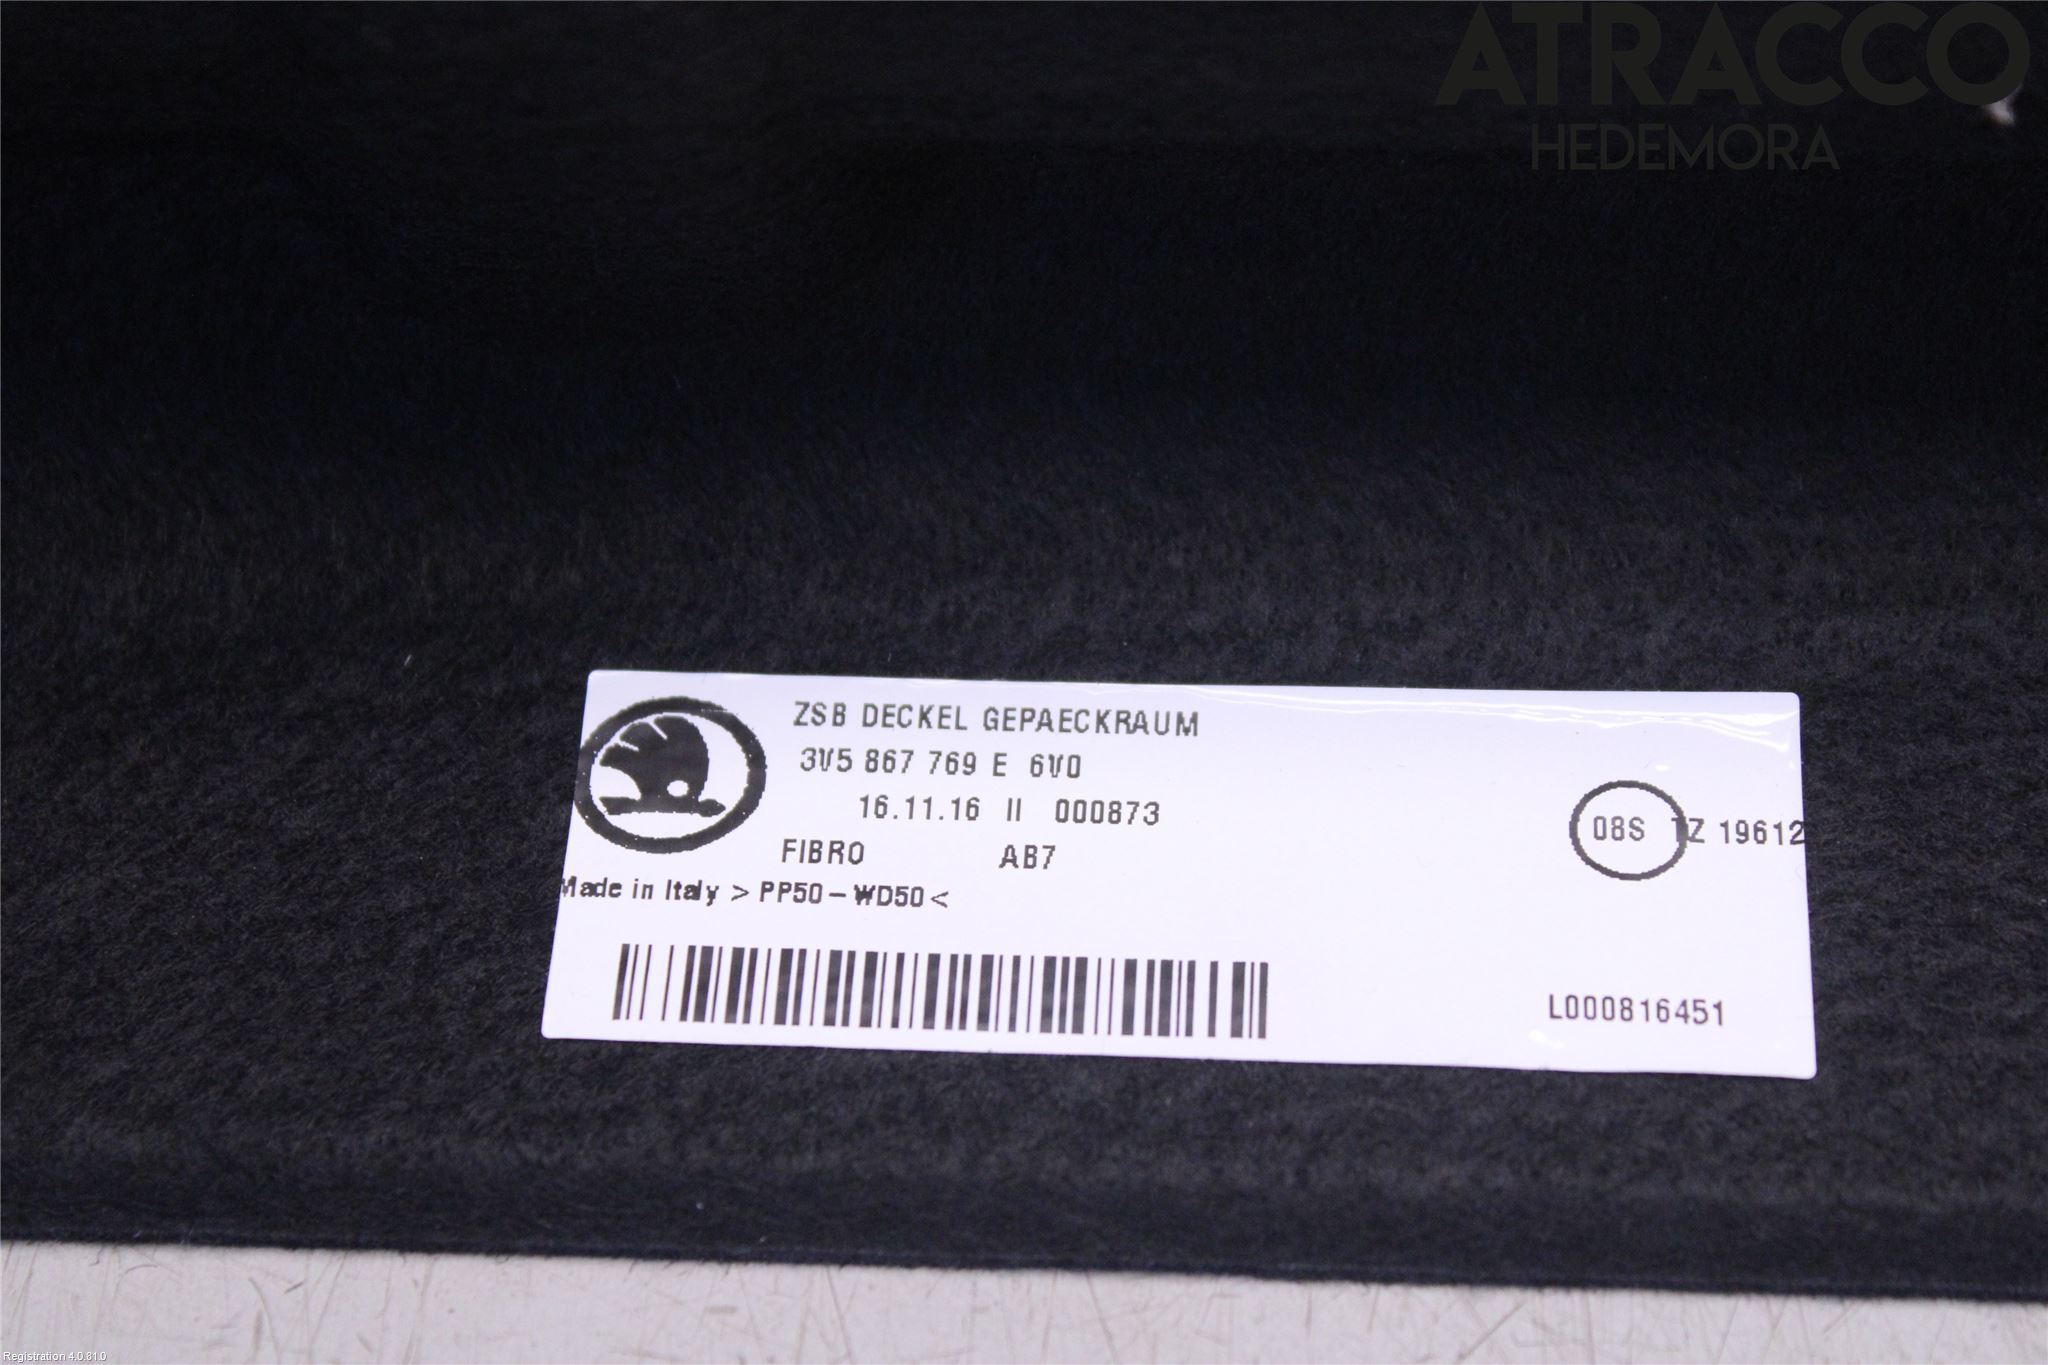 ATRACCO
HEDEMORA
ZSB DECKEL GEPAECKRAUM
3V5 867 769 E 6V0
16.11.16 II 000873
FIBRO AB7
08S TZ 19612
Made in Italy >PP50-WD50<
L000816451
Registration 4.0.81.0